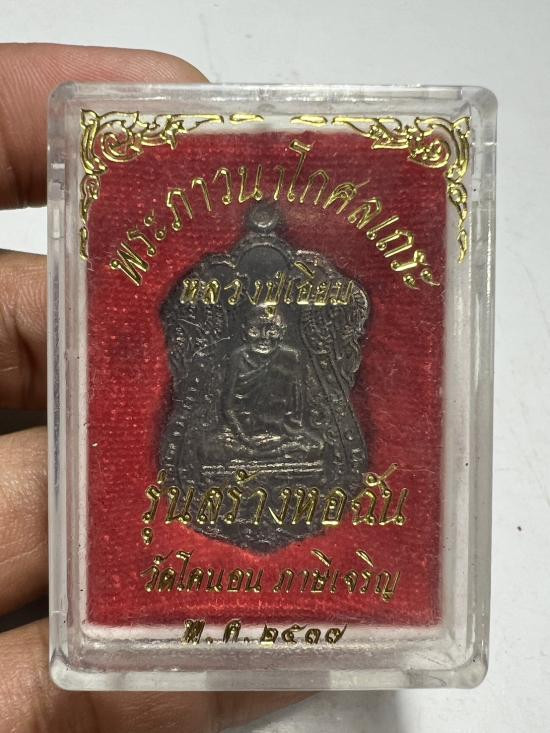 พระภาวนาโกศลเถระ
หลวงปู่เอี่ยม
รุ่นสร้างหอฉัน
วัดโคนอน ภาษีเจริญ
พ.ศ.๒๕๓๗